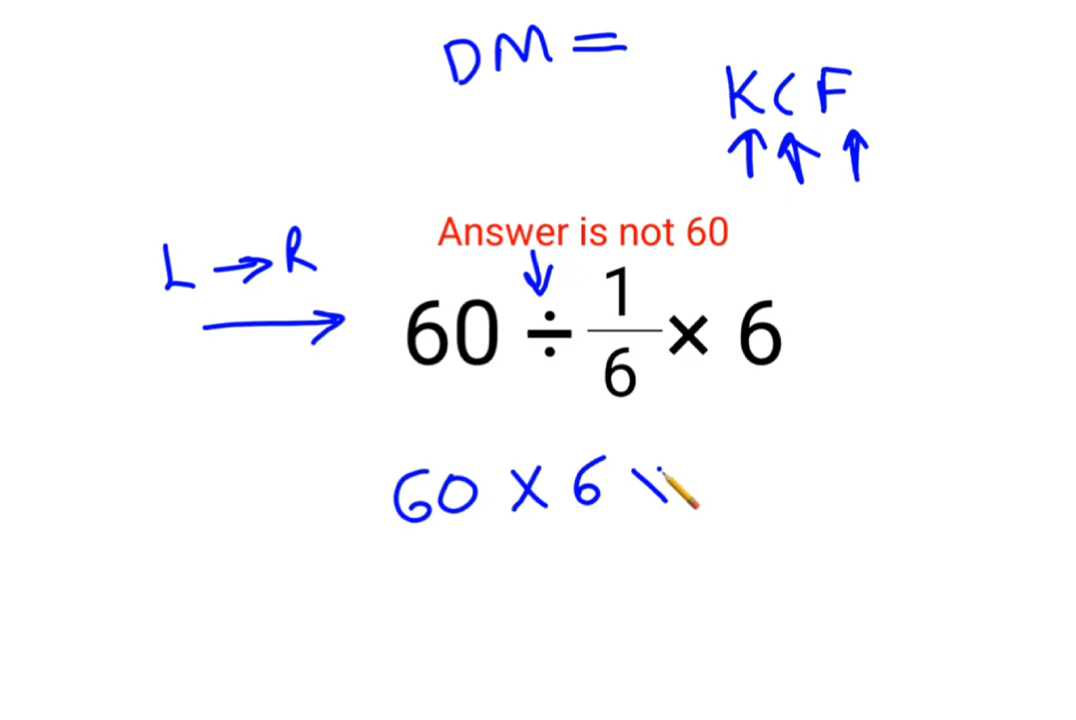 DM =
KCF
↑ ↑ ↑
L → R
Answer is not 60
60 ÷ 1/6 × 6
60 × 6